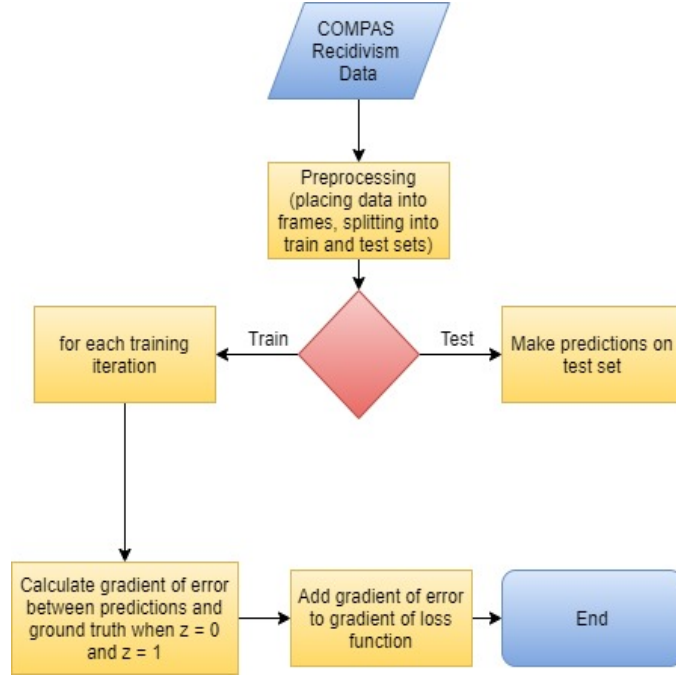 COMPAS
Recidivism
Data
Preprocessing
(placing data into
frames, splitting into
train and test sets)
for each training
iteration
Train
Test
Make predictions on
test set
Calculate gradient of error
between predictions and
ground truth when z = 0
and z = 1
Add gradient of error
to gradient of loss
function
End